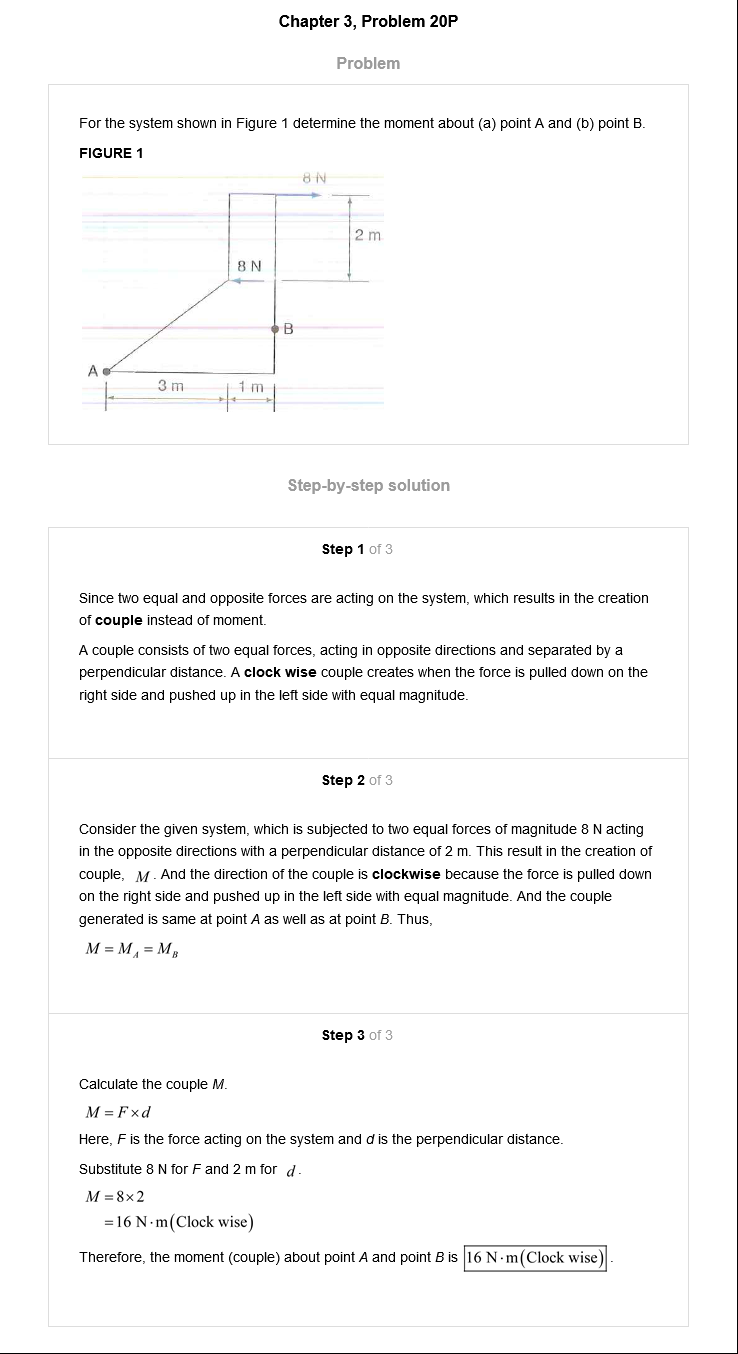 Chapter 3, Problem 20P
Problem
For the system shown in Figure 1 determine the moment about (a) point A and (b) point B.
FIGURE 1
8 N
2 m
8 N
B
A
3 m
1 m
Step-by-step solution
Step 1 of 3
Since two equal and opposite forces are acting on the system, which results in the creation
of couple instead of moment.
A couple consists of two equal forces, acting in opposite directions and separated by a
perpendicular distance. A clock wise couple creates when the force is pulled down on the
right side and pushed up in the left side with equal magnitude.
Step 2 of 3
Consider the given system, which is subjected to two equal forces of magnitude 8 N acting
in the opposite directions with a perpendicular distance of 2 m. This result in the creation of
couple, M. And the direction of the couple is clockwise because the force is pulled down
on the right side and pushed up in the left side with equal magnitude. And the couple
generated is same at point A as well as at point B. Thus,
M = M_A = M_B
Step 3 of 3
Calculate the couple M.
M = F×d
Here, F is the force acting on the system and d is the perpendicular distance.
Substitute 8 N for F and 2 m for d.
M = 8×2
= 16 N·m(Clock wise)
Therefore, the moment (couple) about point A and point B is 16 N·m(Clock wise).